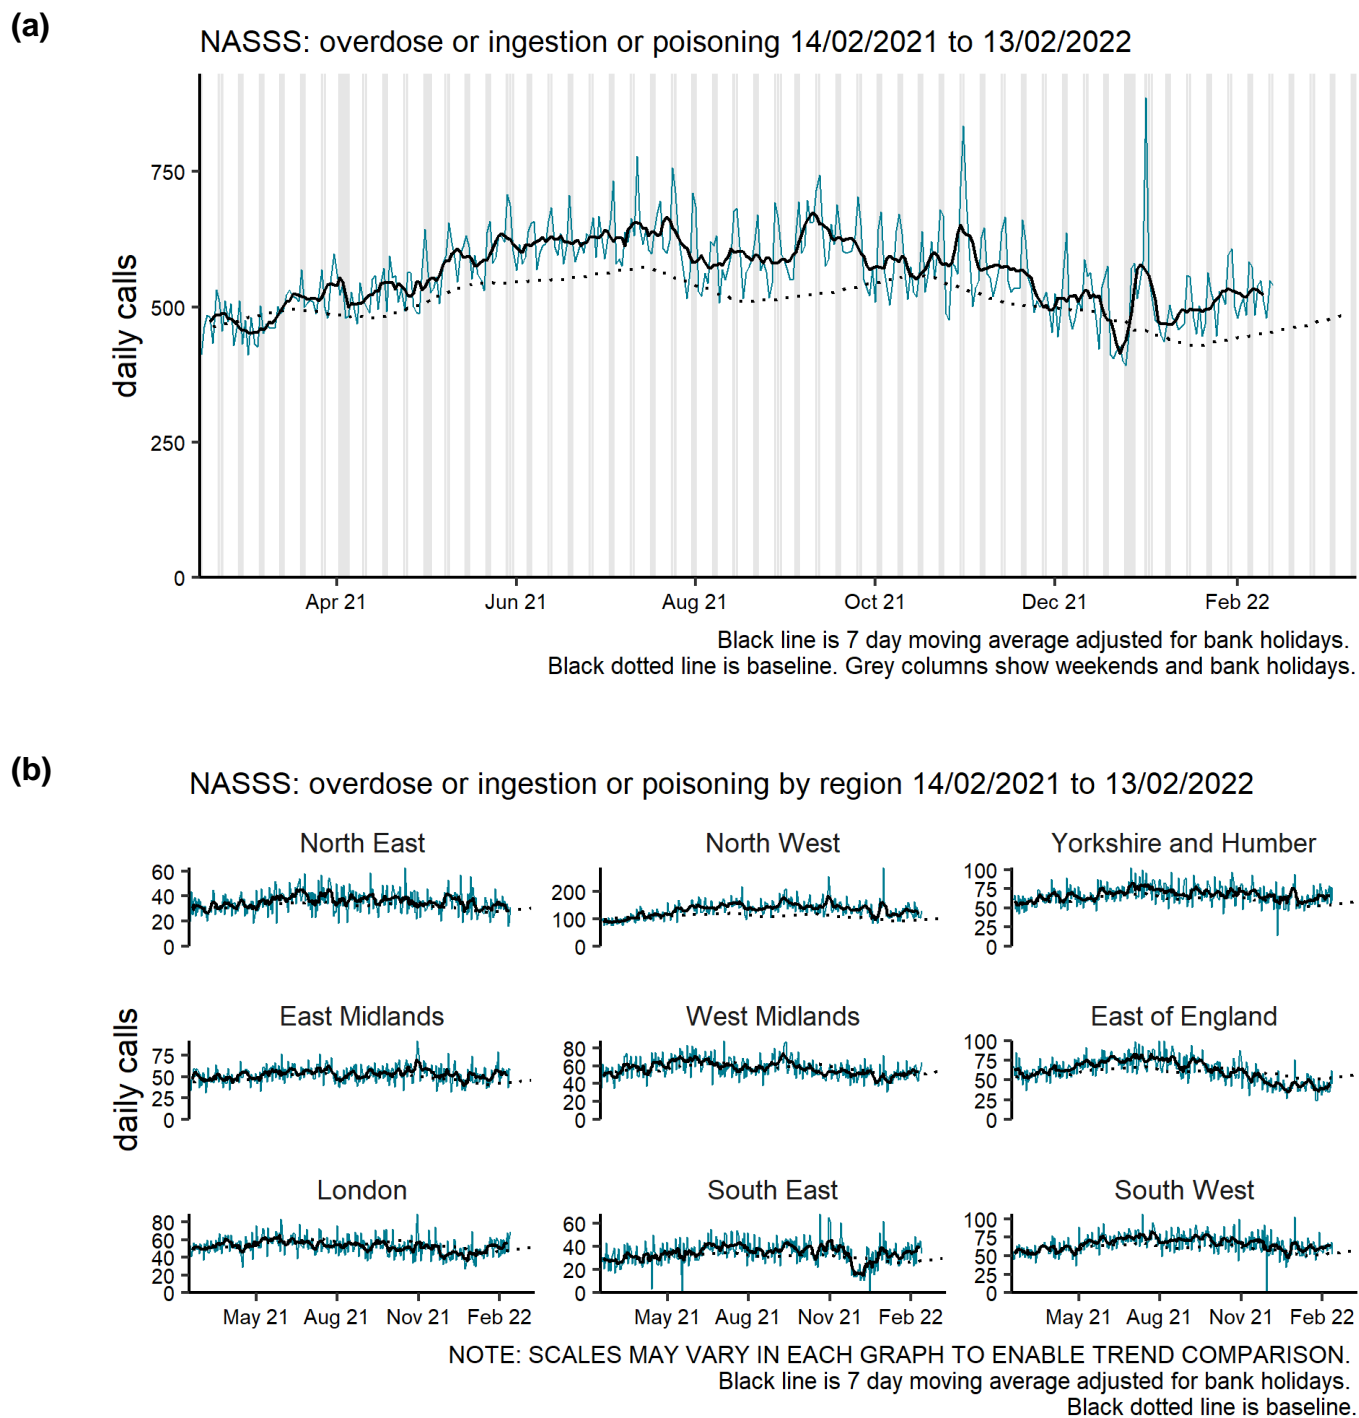 (a)
NASSS: overdose or ingestion or poisoning 14/02/2021 to 13/02/2022
daily calls
750
500
250
0
Apr 21
Jun 21
Aug 21
Oct 21
Dec 21
Feb 22
Black line is 7 day moving average adjusted for bank holidays.
Black dotted line is baseline. Grey columns show weekends and bank holidays.
(b)
NASSS: overdose or ingestion or poisoning by region 14/02/2021 to 13/02/2022
daily calls
North East
60
40
20
0
North West
200
100
0
Yorkshire and Humber
100
75
50
25
0
East Midlands
75
50
25
0
West Midlands
80
60
40
20
0
East of England
100
75
50
25
0
London
80
60
40
20
0
May 21
Aug 21
Nov 21
Feb 22
South East
60
40
20
0
May 21
Aug 21
Nov 21
Feb 22
South West
100
75
50
25
0
May 21
Aug 21
Nov 21
Feb 22
NOTE: SCALES MAY VARY IN EACH GRAPH TO ENABLE TREND COMPARISON.
Black line is 7 day moving average adjusted for bank holidays.
Black dotted line is baseline.